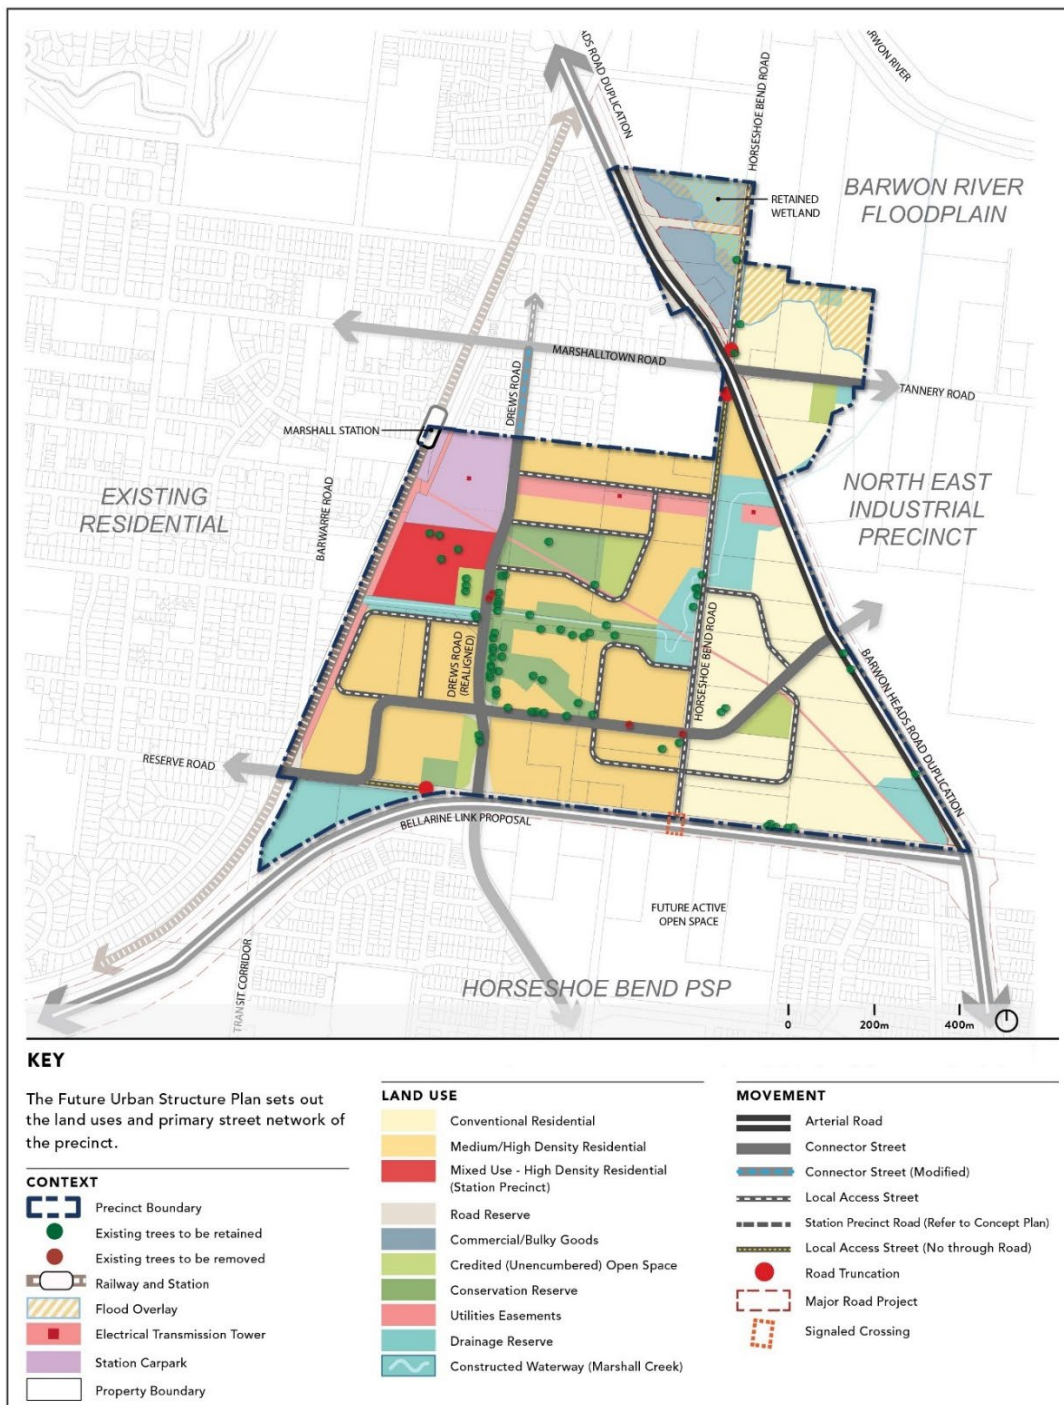 ADS ROAD DUPLICATION
HORSESHOE BEND ROAD
RWON RIVER
BARWON RIVER
FLOODPLAIN
RETAINED
WETLAND
MARSHALLTOWN ROAD
TANNERY ROAD
DREWS ROAD
MARSHALL STATION
EXISTING
RESIDENTIAL
BARWARRE ROAD
NORTH EAST
INDUSTRIAL
PRECINCT
DREWS ROAD
(REALIGNED)
HORSESHOE BEND ROAD
BARWON HEADS ROAD DUPLICATION
RESERVE ROAD
BELLARINE LINK PROPOSAL
FUTURE ACTIVE
OPEN SPACE
TRANSIT CORRIDOR
HORSESHOE BEND PSP
0 200m 400m
KEY
The Future Urban Structure Plan sets out
the land uses and primary street network of
the precinct.
CONTEXT
Precinct Boundary
Existing trees to be retained
Existing trees to be removed
Railway and Station
Flood Overlay
Electrical Transmission Tower
Station Carpark
Property Boundary
LAND USE
Conventional Residential
Medium/High Density Residential
Mixed Use - High Density Residential
(Station Precinct)
Road Reserve
Commercial/Bulky Goods
Credited (Unencumbered) Open Space
Conservation Reserve
Utilities Easements
Drainage Reserve
Constructed Waterway (Marshall Creek)
MOVEMENT
Arterial Road
Connector Street
Connector Street (Modified)
Local Access Street
Station Precinct Road (Refer to Concept Plan)
Local Access Street (No through Road)
Road Truncation
Major Road Project
Signaled Crossing